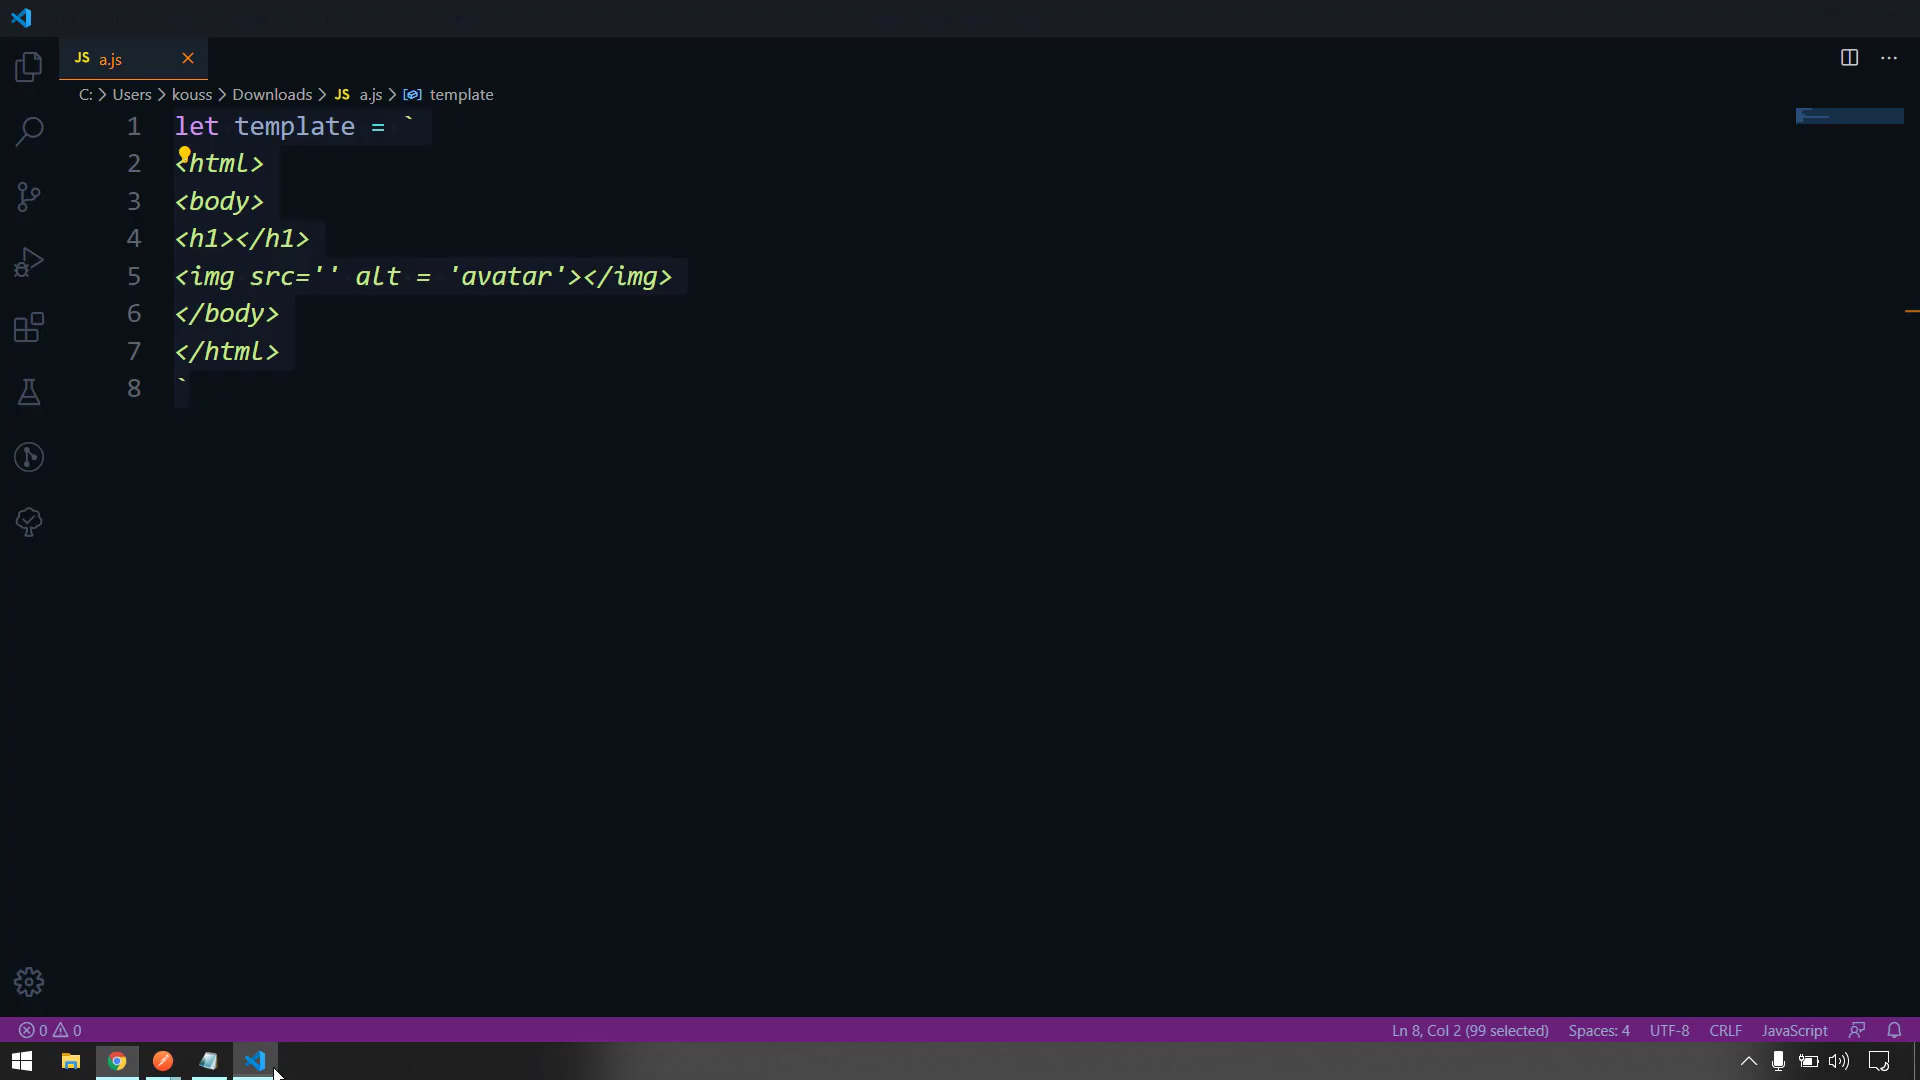 JS a.js
C: > Users > kouss > Downloads > JS a.js > template
1 let template = `
2 <html>
3 <body>
4 <h1></h1>
5 <img src='' alt = 'avatar'></img>
6 </body>
7 </html>
8 `
0 0 Ln 8, Col 2 (99 selected) Spaces: 4 UTF-8 CRLF JavaScript